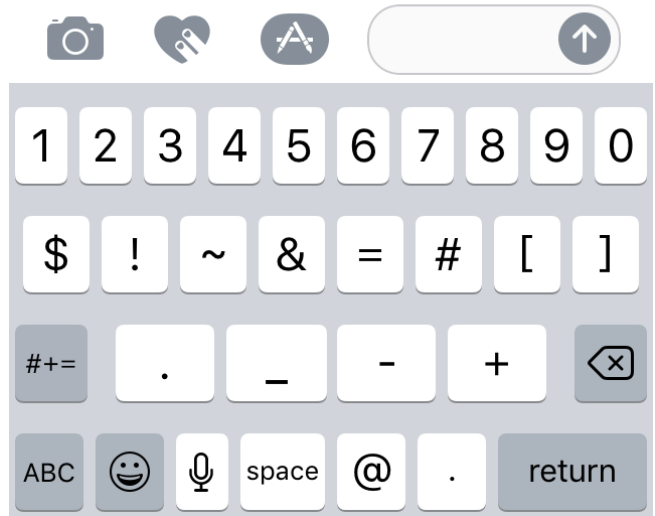 1 2 3 4 5 6 7 8 9 0
$ ! ~ & = # [ ]
#+= . _ - +
ABC space @ . return